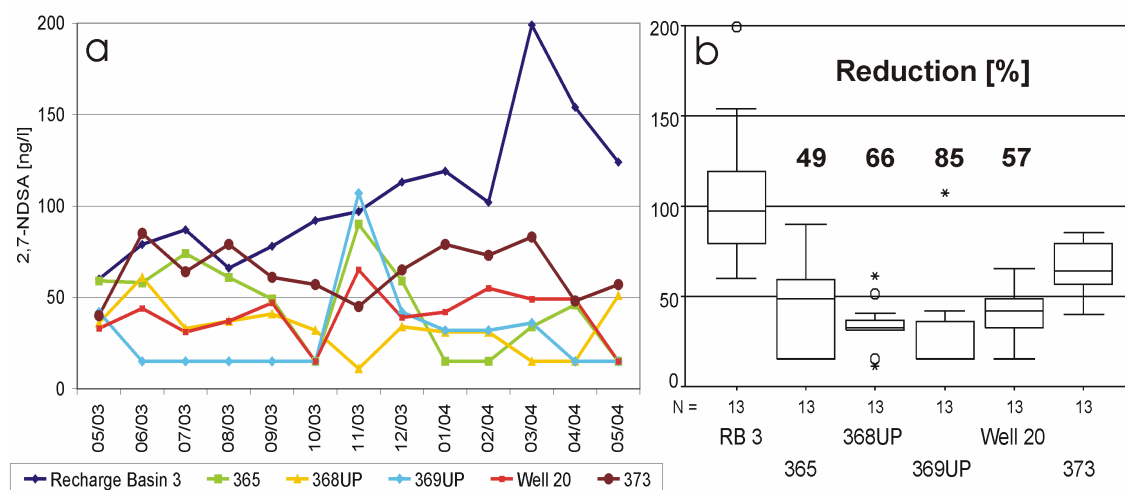 a
2,7-NDSA [ng/l]
200
150
100
50
0
05/03 06/03 07/03 08/03 09/03 10/03 11/03 12/03 01/04 02/04 03/04 04/04 05/04
Recharge Basin 3 365 368UP 369UP Well 20 373
b
Reduction [%]
200
150
100
50
0
49 66 85 57
*
*
*
N = 13 13 13 13 13 13
RB 3 368UP Well 20
365 369UP 373